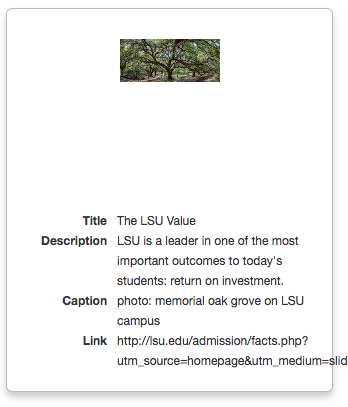 Title The LSU Value
Description LSU is a leader in one of the most
important outcomes to today's
students: return on investment.
Caption photo: memorial oak grove on LSU
campus
Link http://lsu.edu/admission/facts.php?
utm_source=homepage&utm_medium=slid